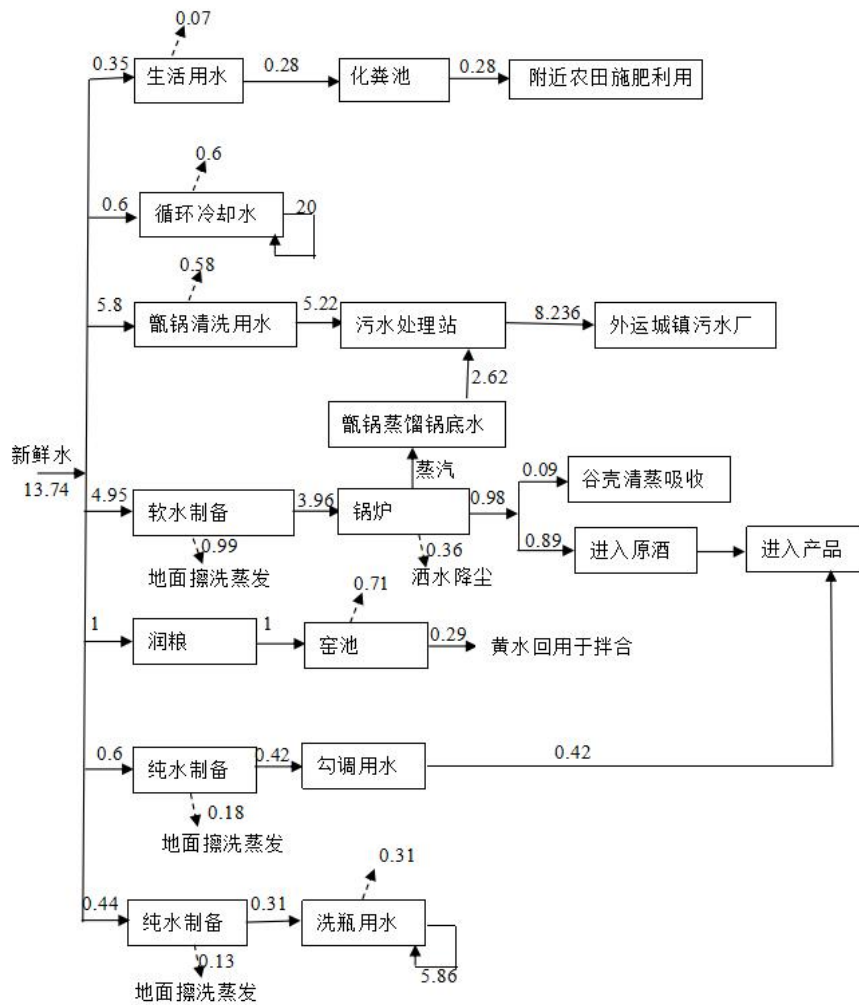 0.07
0.35
生活用水
0.28
化粪池
0.28
附近农田施肥利用
0.6
0.6
循环冷却水
20
0.58
5.8
甑锅清洗用水
5.22
污水处理站
8.236
外运城镇污水厂
2.62
甑锅蒸馏锅底水
新鲜水
13.74
蒸汽
4.95
软水制备
3.96
锅炉
0.98
0.09
谷壳清蒸吸收
0.89
进入原酒
进入产品
0.99
地面擦洗蒸发
0.36
洒水降尘
0.71
1
润粮
1
窑池
0.29
黄水回用于拌合
0.6
纯水制备
0.42
勾调用水
0.42
0.18
地面擦洗蒸发
0.31
0.44
纯水制备
0.31
洗瓶用水
5.86
0.13
地面擦洗蒸发